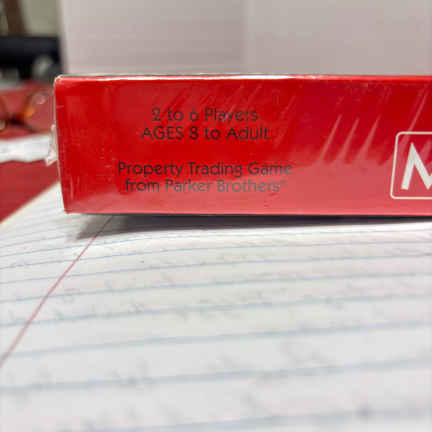 2 to 6 Players
AGES 8 to Adult
Property Trading Game
from Parker Brothers®
M